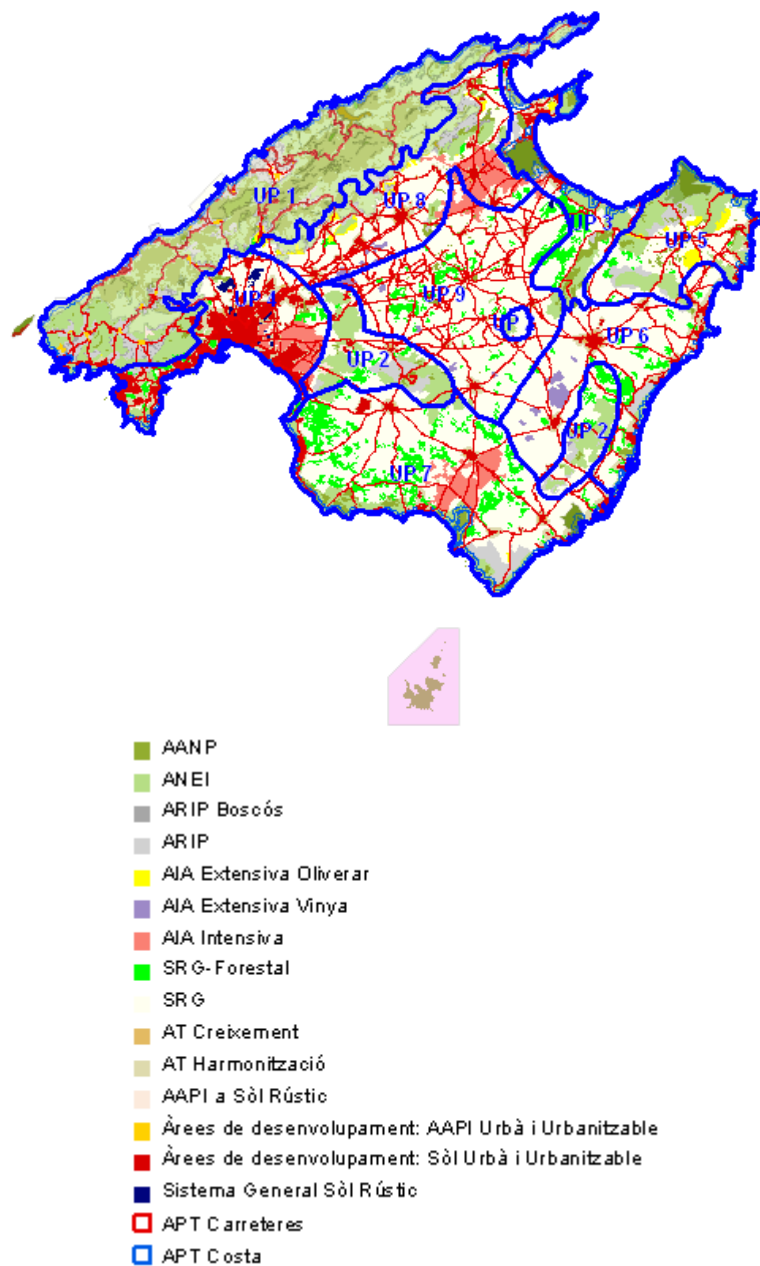 UP 1
UP 8
UP 3
UP 5
UP 4
UP 9
UP
UP 6
UP 2
UP 2
UP 7
AANP
ANEI
ARIP Boscós
ARIP
AIA Extensiva Oliverar
AIA Extensiva Vinya
AIA Intensiva
SRG-Forestal
SRG
AT Creixement
AT Harmonització
AAPI a Sòl Rústic
Àrees de desenvolupament: AAPI Urbà i Urbanitzable
Àrees de desenvolupament: Sòl Urbà i Urbanitzable
Sistema General Sòl Rústic
APT Carreteres
APT Costa